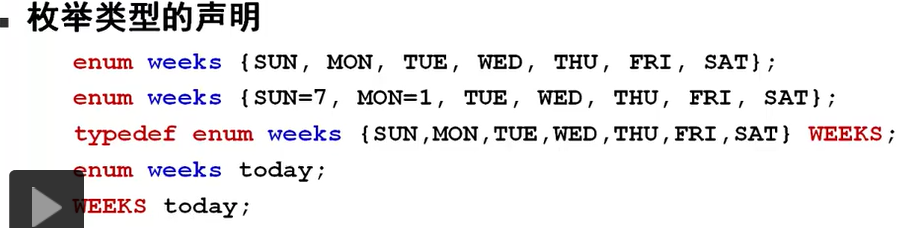 枚举类型的声明
enum weeks {SUN, MON, TUE, WED, THU, FRI, SAT};
enum weeks {SUN=7, MON=1, TUE, WED, THU, FRI, SAT};
typedef enum weeks {SUN,MON,TUE,WED,THU,FRI,SAT} WEEKS;
enum weeks today;
WEEKS today;